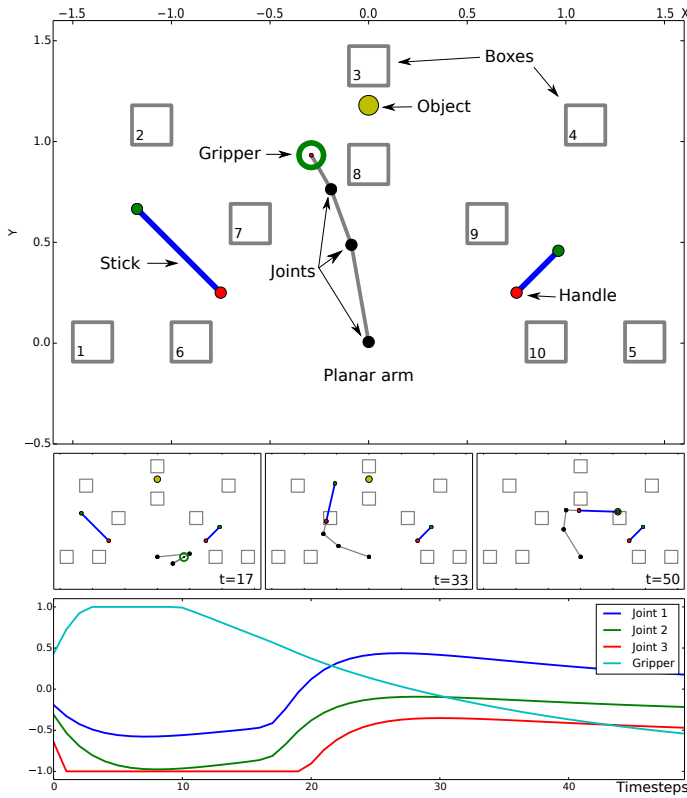 −1.5 −1.0 −0.5 0.0 0.5 1.0 X
1.5
3
Boxes
Object
2
4
1.0
Gripper
8
Y
7
9
0.5
Stick
Joints
Handle
0.0
1
6
10
5
Planar arm
−0.5
t=17
t=33
t=50
1.0
Joint 1
Joint 2
Joint 3
Gripper
0.5
0.0
−0.5
−1.0
0 10 20 30 40 Timesteps